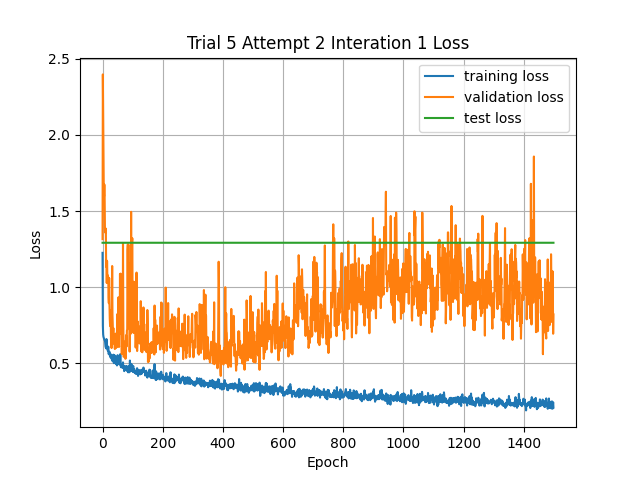 Trial 5 Attempt 2 Interation 1 Loss
training loss
validation loss
test loss
Loss
2.5
2.0
1.5
1.0
0.5
0 200 400 600 800 1000 1200 1400
Epoch